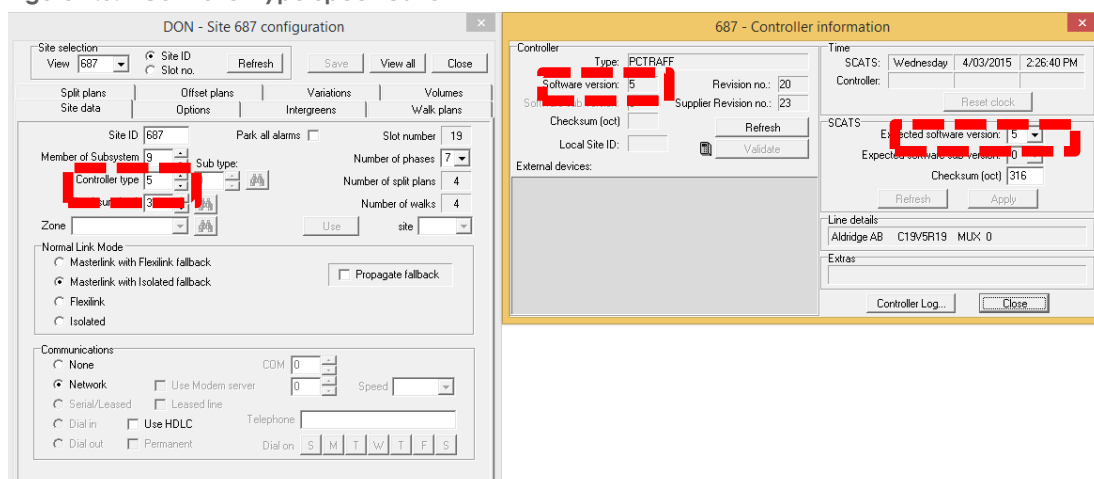 DON - Site 687 configuration
Site selection
View 687 Site ID Slot no. Refresh Save View all Close
Split plans Offset plans Variations Volumes
Site data Options Intergreens Walk plans
Site ID 687 Park all alarms Slot number 19
Member of Subsystem 9 Sub type: Number of phases 7
Controller type 5 Number of split plans 4
Number of walks 4
Zone Use site
Normal Link Mode
Masterlink with Flexilink fallback
Masterlink with Isolated fallback Propagate fallback
Flexilink
Isolated
Communications
None COM 0
Network Use Modem server 0 Speed
Serial/Leased Leased line
Dial in Use HDLC Telephone
Dial out Permanent Dial on S M T W T F S
687 - Controller information
Controller
Type: PCTRAFF
Software version: 5 Revision no.: 20
Supplier Revision no.: 23
Checksum (oct) Refresh
Local Site ID: Validate
External devices:
Time
SCATS: Wednesday 4/03/2015 2:26:40 PM
Controller:
Reset clock
SCATS
Expected software version: 5
Expected software sub version: 0
Checksum (oct) 316
Refresh Apply
Line details
Aldridge AB C19V5R19 MUX 0
Extras
Controller Log... Close